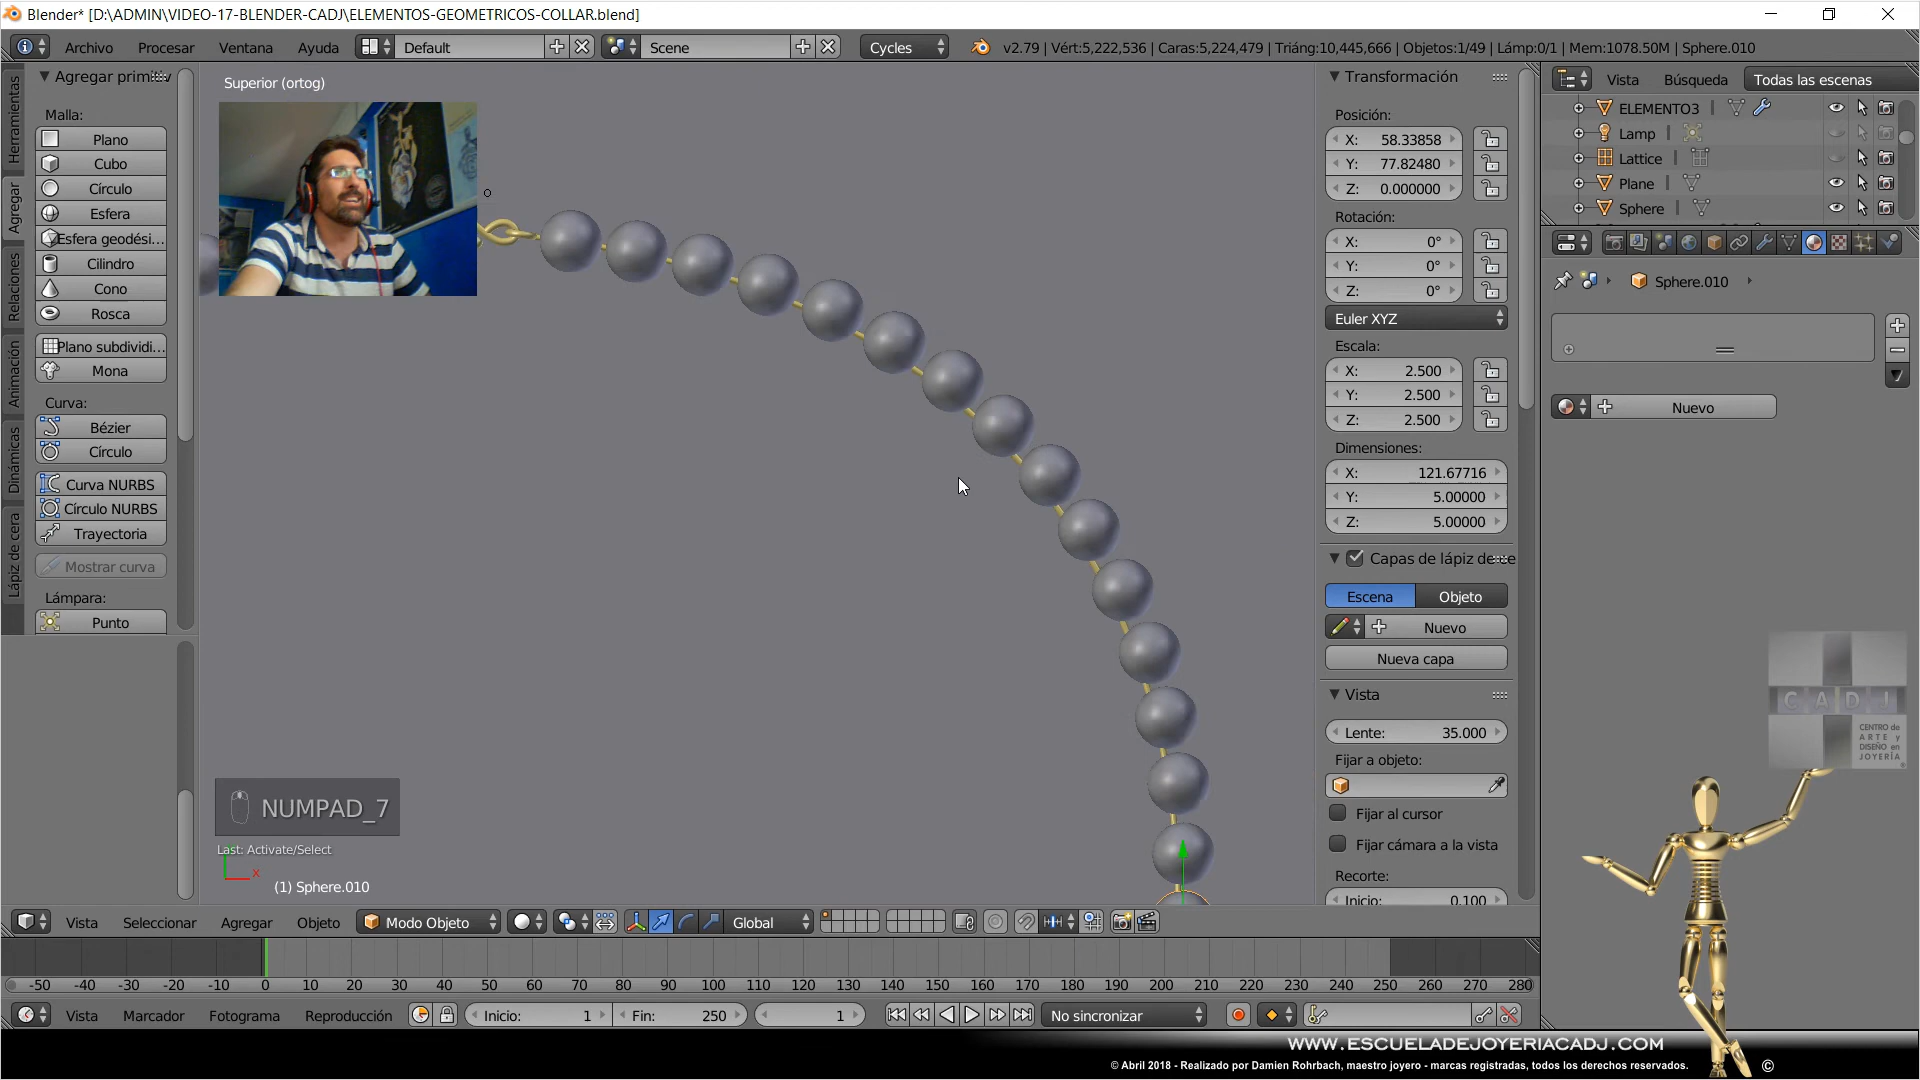 Blender* [D:\ADMIN\VIDEO-17-BLENDER-CADJ\ELEMENTOS-GEOMETRICOS-COLLAR.blend]
Archivo Procesar Ventana Ayuda Default Scene Cycles v2.79 | Vért:5,222,536 | Caras:5,224,479 | Triáng:10,445,666 | Objetos:1/49 | Lámp:0/1 | Mem:1078.50M | Sphere.010
Herramientas
Agregar
Relaciones
Animación
Dinámicas
Lápiz de cera
Agregar primitiv
Malla:
Plano
Cubo
Círculo
Esfera
Esfera geodési...
Cilindro
Cono
Rosca
Plano subdividi...
Mona
Curva:
Bézier
Círculo
Curva NURBS
Círculo NURBS
Trayectoria
Mostrar curva
Lámpara:
Punto
Superior (ortog)
NUMPAD_7
Last: Activate/Select
x
(1) Sphere.010
Transformación
Posición:
X: 58.33858
Y: 77.82480
Z: 0.000000
Rotación:
X: 0°
Y: 0°
Z: 0°
Euler XYZ
Escala:
X: 2.500
Y: 2.500
Z: 2.500
Dimensiones:
X: 121.67716
Y: 5.00000
Z: 5.00000
Capas de lápiz de ce
Escena Objeto
Nuevo
Nueva capa
Vista
Lente: 35.000
Fijar a objeto:
Fijar al cursor
Fijar cámara a la vista
Recorte:
Inicio: 0.100
Vista Búsqueda Todas las escenas
ELEMENTO3
Lamp
Lattice
Plane
Sphere
Sphere.010
Nuevo
CADJ
CENTRO de
ARTE y
DISEÑO en
JOYERÍA
Vista Seleccionar Agregar Objeto Modo Objeto Global
-50 -40 -30 -20 -10 0 10 20 30 40 50 60 70 80 90 100 110 120 130 140 150 160 170 180 190 200 210 220 230 240 250 260 270 280
Vista Marcador Fotograma Reproducción Inicio: 1 Fin: 250 1 No sincronizar
WWW.ESCUELADEJOYERIACADJ.COM
© Abril 2018 - Realizado por Damien Rohrbach, maestro joyero - marcas registradas, todos los derechos reservados. ©